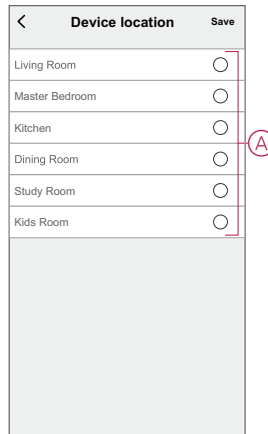 Device location Save
Living Room
Master Bedroom
Kitchen
A
Dining Room
Study Room
Kids Room